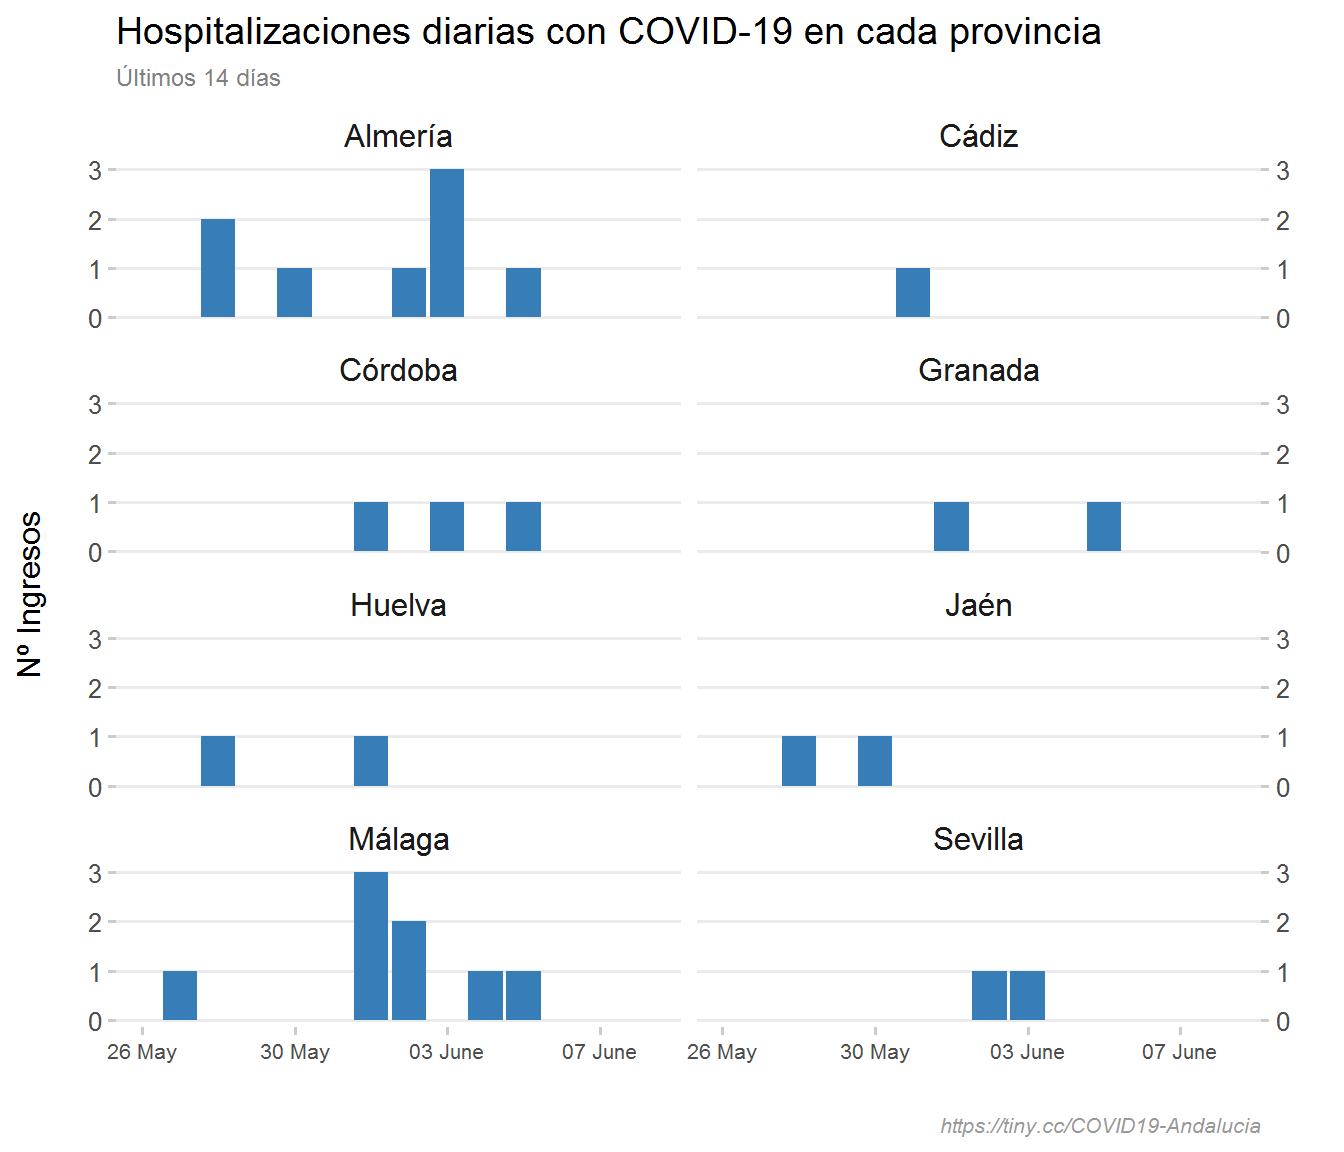 Hospitalizaciones diarias con COVID-19 en cada provincia
Últimos 14 días
Almería
Cádiz
3
2
1
0
3
2
1
0
Córdoba
Granada
3
2
1
0
3
2
1
0
Nº Ingresos
Huelva
Jaén
3
2
1
0
3
2
1
0
Málaga
Sevilla
3
2
1
0
3
2
1
0
26 May 30 May 03 June 07 June 26 May 30 May 03 June 07 June
https://tiny.cc/COVID19-Andalucia